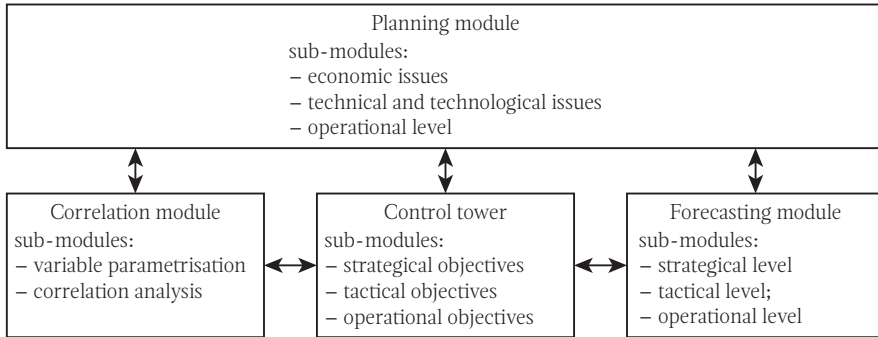 Planning module
sub-modules:
– economic issues
– technical and technological issues
– operational level
Correlation module
sub-modules:
– variable parametrisation
– correlation analysis
Control tower
sub-modules:
– strategical objectives
– tactical objectives
– operational objectives
Forecasting module
sub-modules:
– strategical level
– tactical level;
– operational level